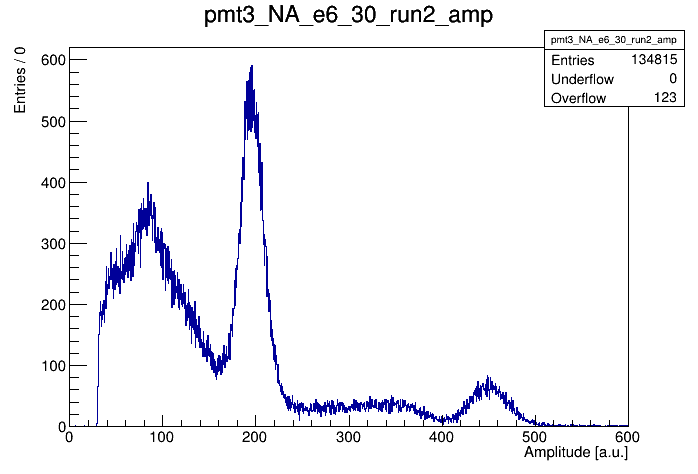 pmt3_NA_e6_30_run2_amp
pmt3_NA_e6_30_run2_amp
Entries 134815
Underflow 0
Overflow 123
Entries / 0
600
500
400
300
200
100
0
0 100 200 300 400 500 600
Amplitude [a.u.]